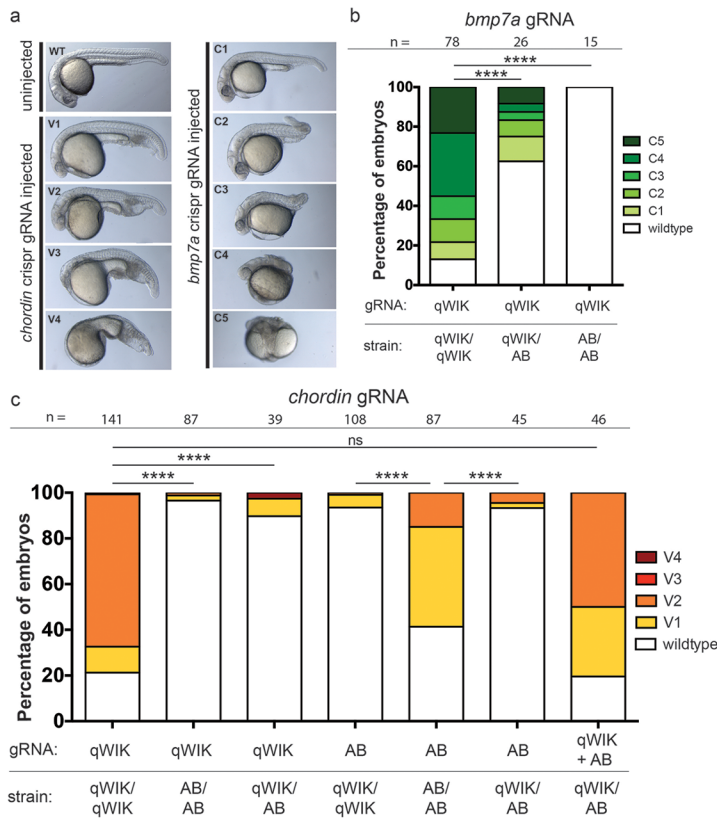 a
uninjected
WT
chordin crispr gRNA injected
V1
V2
V3
V4
bmp7a crispr gRNA injected
C1
C2
C3
C4
C5
b
bmp7a gRNA
n = 78 26 15
****
****
Percentage of embryos
100
80
60
40
20
0
C5
C4
C3
C2
C1
wildtype
gRNA: qWIK qWIK qWIK
strain: qWIK/ qWIK/ AB/
qWIK AB AB
c
chordin gRNA
n = 141 87 39 108 87 45 46
ns
****
**** **** ****
Percentage of embryos
100
80
60
40
20
0
V4
V3
V2
V1
wildtype
gRNA: qWIK qWIK qWIK AB AB AB qWIK
+ AB
strain: qWIK/ AB/ qWIK/ qWIK/ AB/ qWIK/ qWIK/
qWIK AB AB qWIK AB AB AB